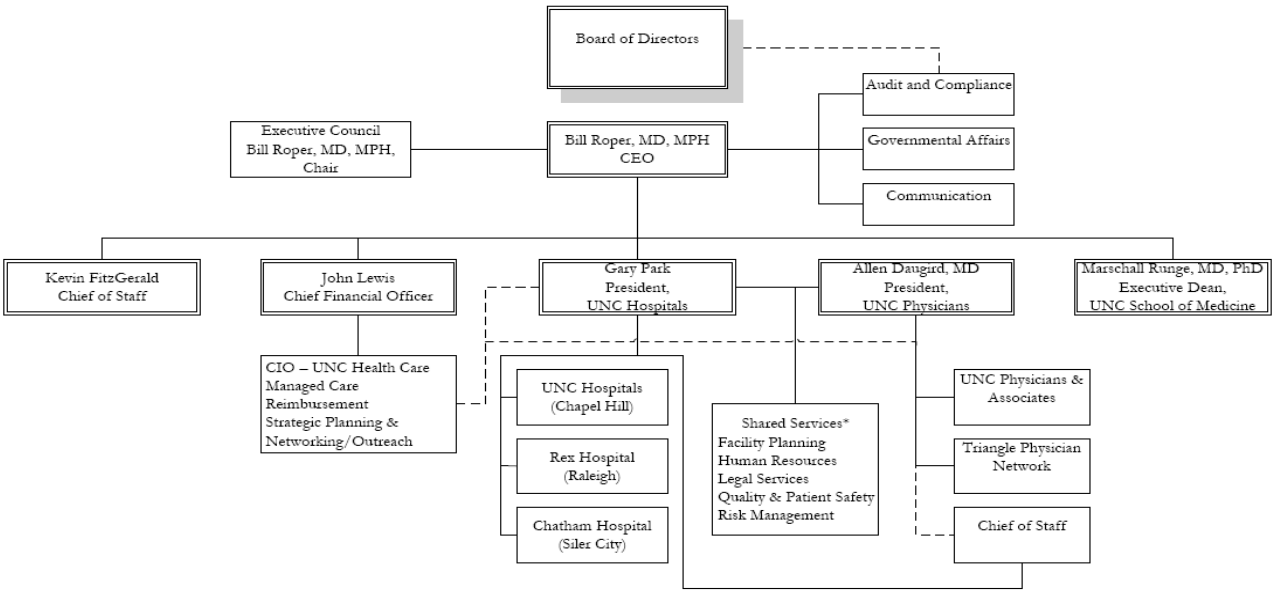 Board of Directors
Audit and Compliance
Executive Council
Bill Roper, MD, MPH,
Chair
Bill Roper, MD, MPH
CEO
Governmental Affairs
Communication
Kevin FitzGerald
Chief of Staff
John Lewis
Chief Financial Officer
Gary Park
President,
UNC Hospitals
Allen Daugird, MD
President,
UNC Physicians
Marschall Runge, MD, PhD
Executive Dean,
UNC School of Medicine
CIO – UNC Health Care
Managed Care
Reimbursement
Strategic Planning &
Networking/Outreach
UNC Hospitals
(Chapel Hill)
Rex Hospital
(Raleigh)
Chatham Hospital
(Siler City)
Shared Services*
Facility Planning
Human Resources
Legal Services
Quality & Patient Safety
Risk Management
UNC Physicians &
Associates
Triangle Physician
Network
Chief of Staff